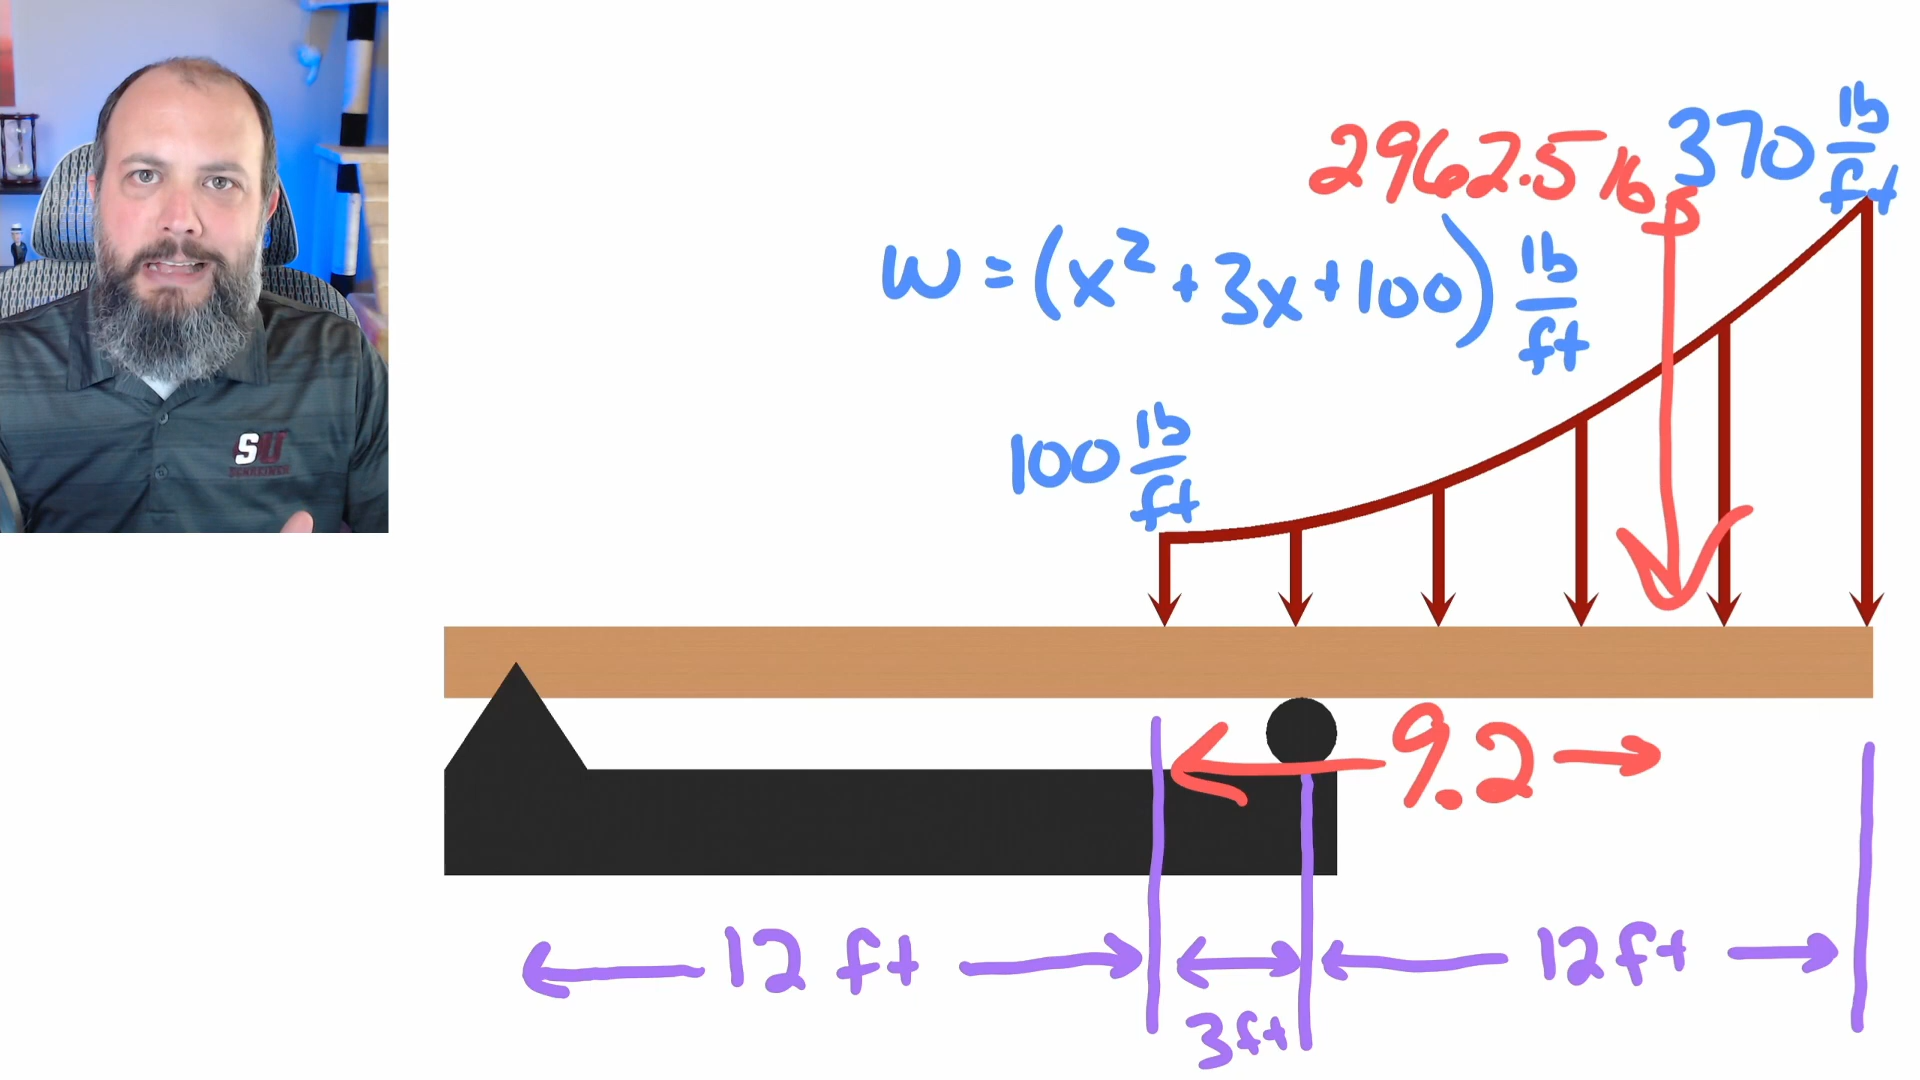 2962.5 lbs
370 lb/ft
w = (x² + 3x + 100) lb/ft
100 lb/ft
SU
SCHREINER
9.2
12 ft
3ft
12ft